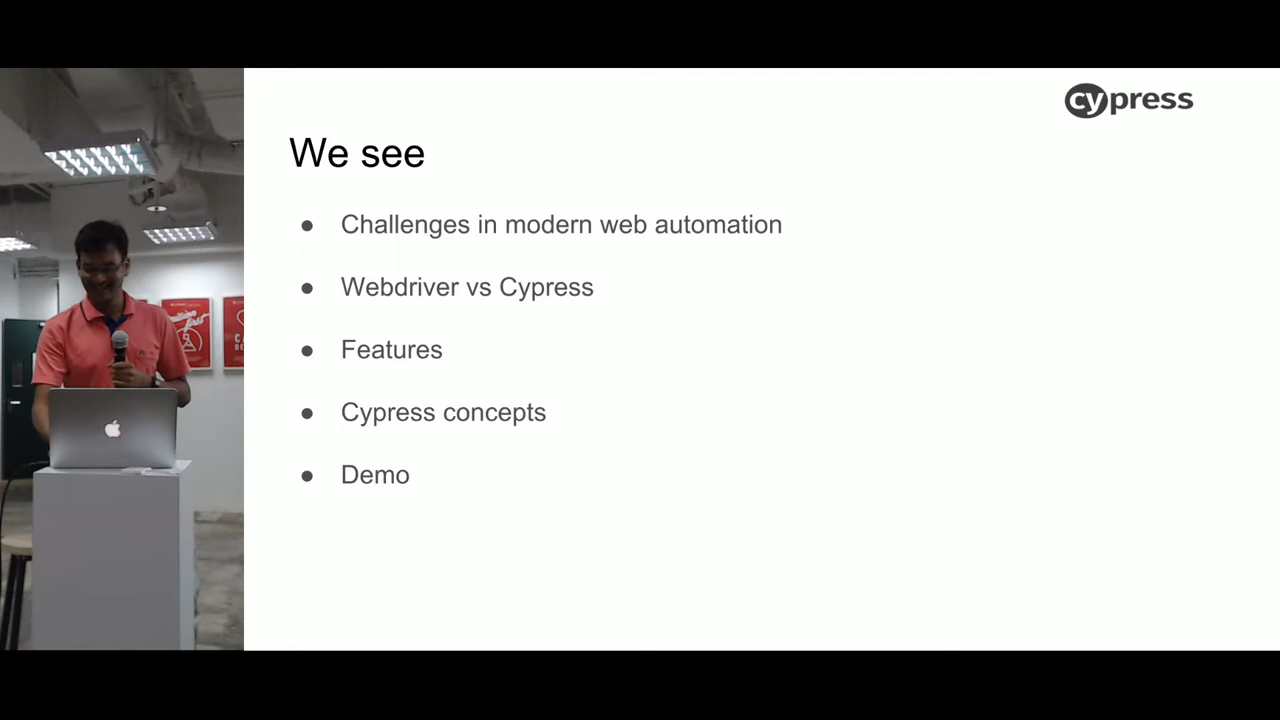 cypress
We see
Challenges in modern web automation
Webdriver vs Cypress
Features
Cypress concepts
Demo